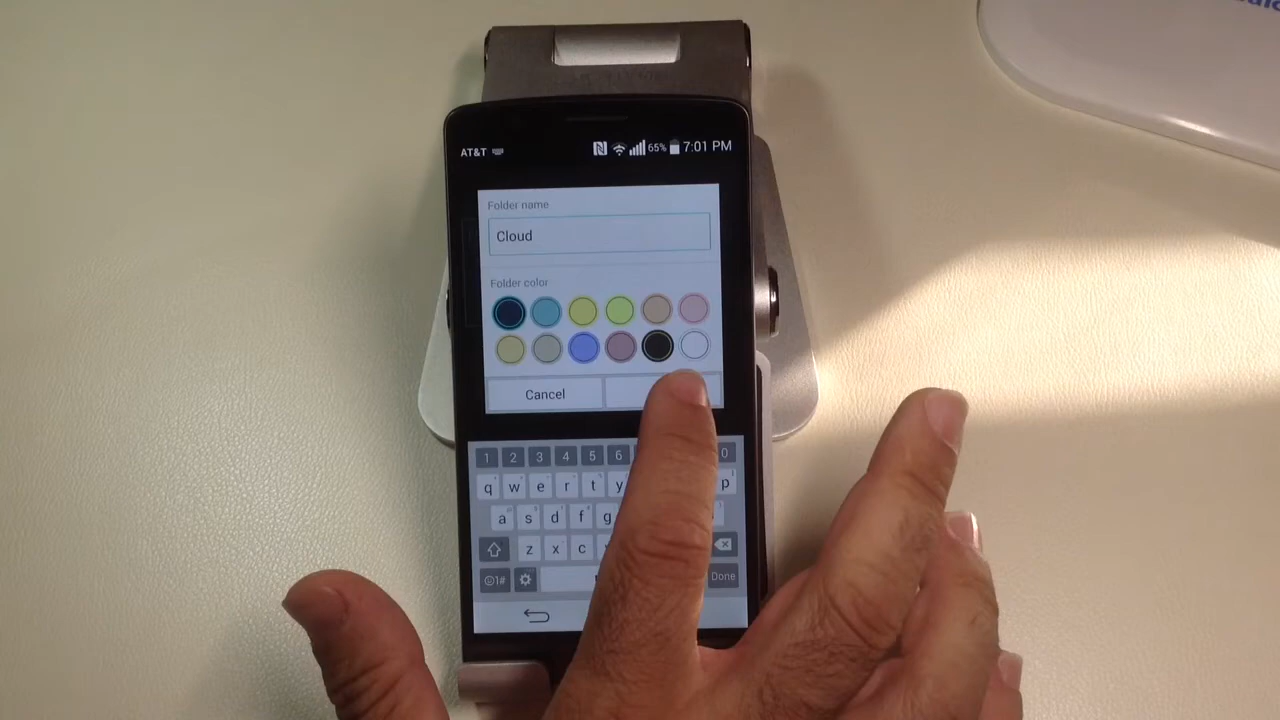 AT&T 65% 7:01 PM
Folder name
Cloud
Folder color
Cancel
1 2 3 4 5 6 0
q w e r t y p
a s d f g
z x c
1# Done